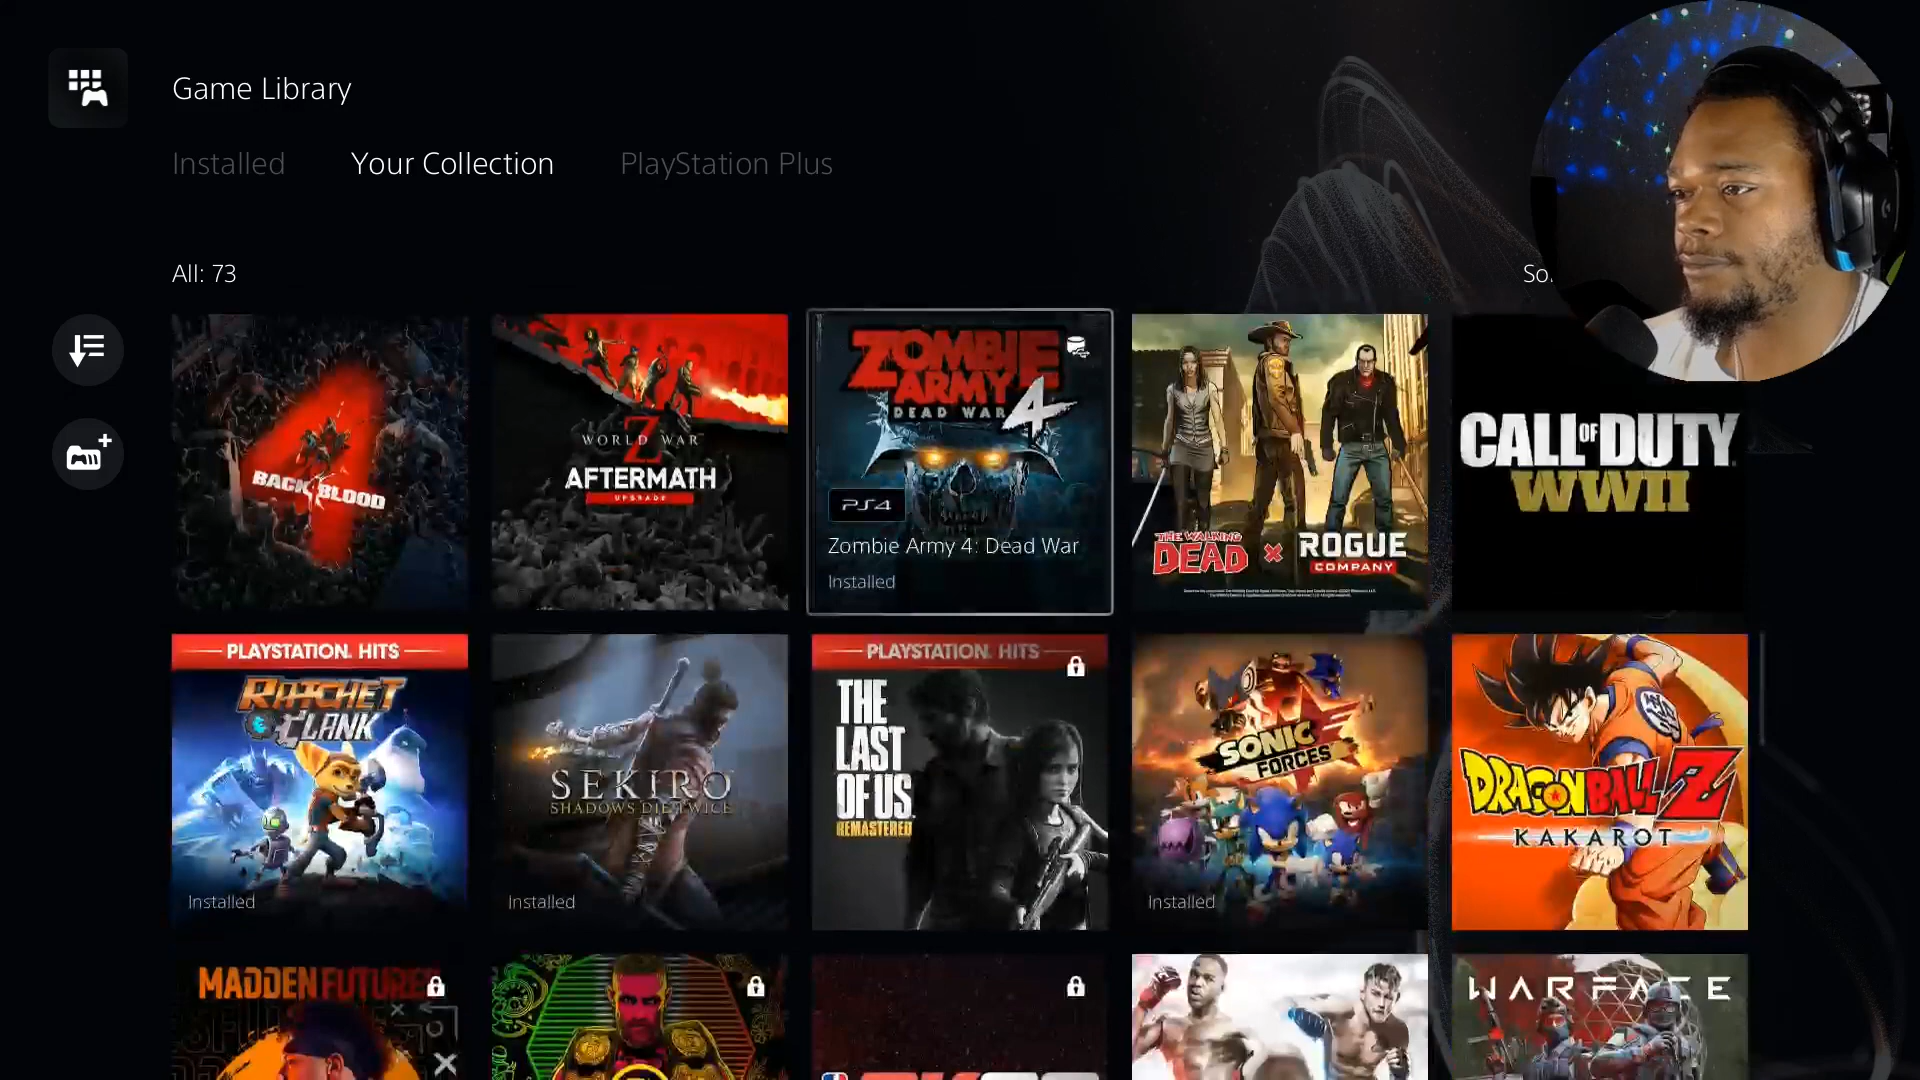 Game Library
Installed
Your Collection
PlayStation Plus
All: 73
So
4
BACK BLOOD
WORLD WAR
Z
AFTERMATH
UPGRADE
ZOMBIE
ARMY
DEAD WAR 4
PS4
Zombie Army 4: Dead War
Installed
THE WALKING
DEAD
X
ROGUE
COMPANY
CALL OF DUTY
WWII
PLAYSTATION HITS
RATCHET
& CLANK
Installed
SEKIRO
SHADOWS DIE TWICE
Installed
PLAYSTATION HITS
THE
LAST
OF US
REMASTERED
SONIC
FORCES
Installed
DRAGON BALL Z
KAKAROT
MADDEN FUTURE
WARFACE